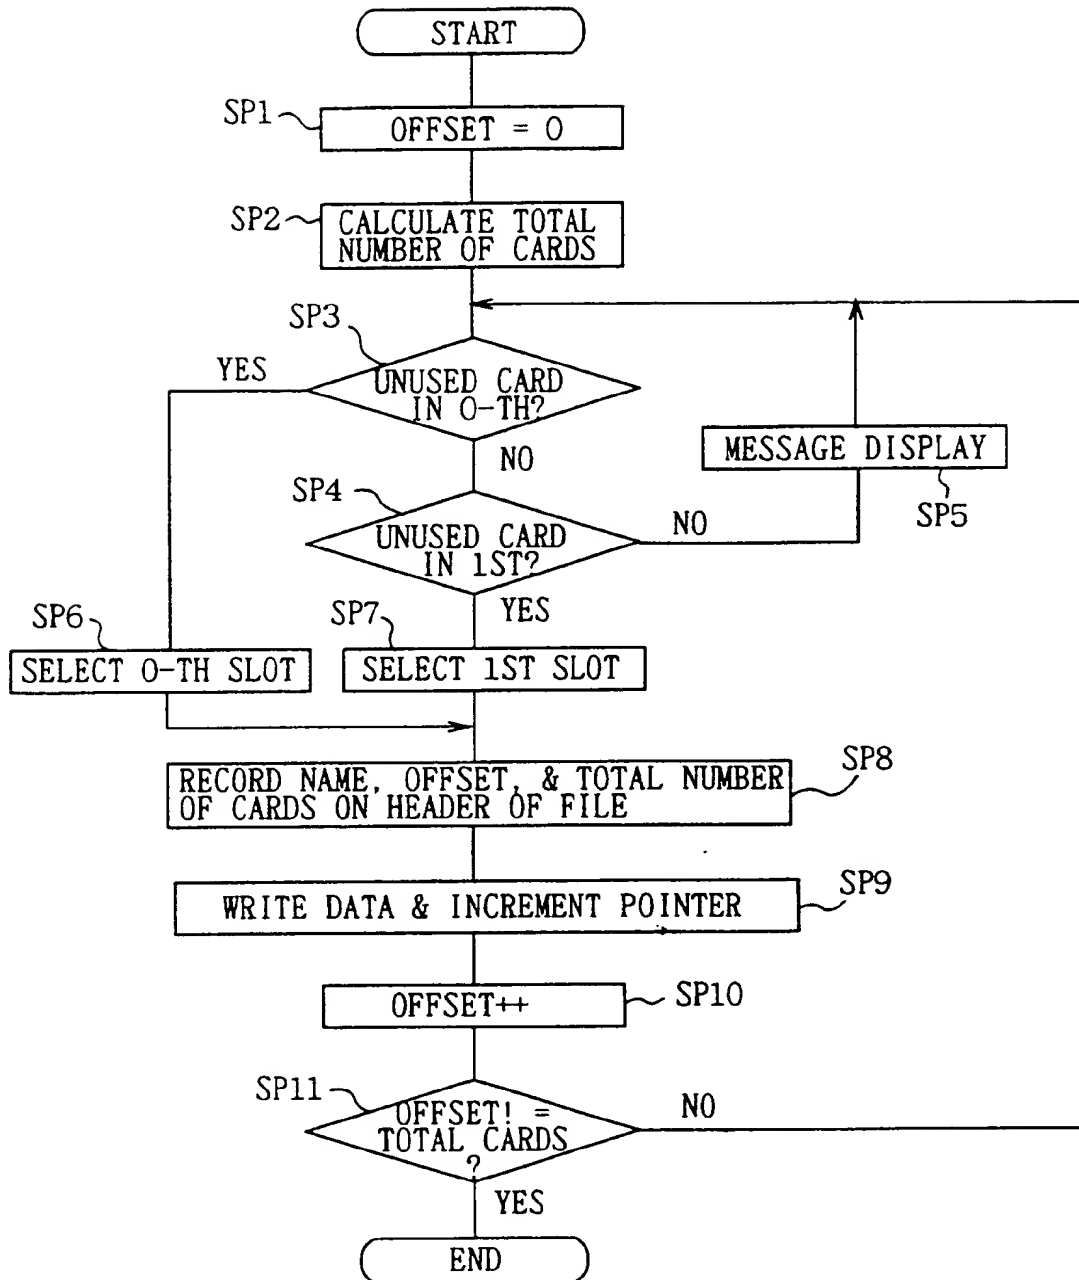 START
SP1
OFFSET = 0
SP2
CALCULATE TOTAL
NUMBER OF CARDS
SP3
YES
UNUSED CARD
IN 0-TH?
NO
MESSAGE DISPLAY
SP5
SP4
UNUSED CARD
IN 1ST?
NO
YES
SP6
SELECT 0-TH SLOT
SP7
SELECT 1ST SLOT
RECORD NAME, OFFSET, & TOTAL NUMBER
OF CARDS ON HEADER OF FILE
SP8
WRITE DATA & INCREMENT POINTER
SP9
OFFSET++
SP10
SP11
OFFSET! =
TOTAL CARDS
?
NO
YES
END